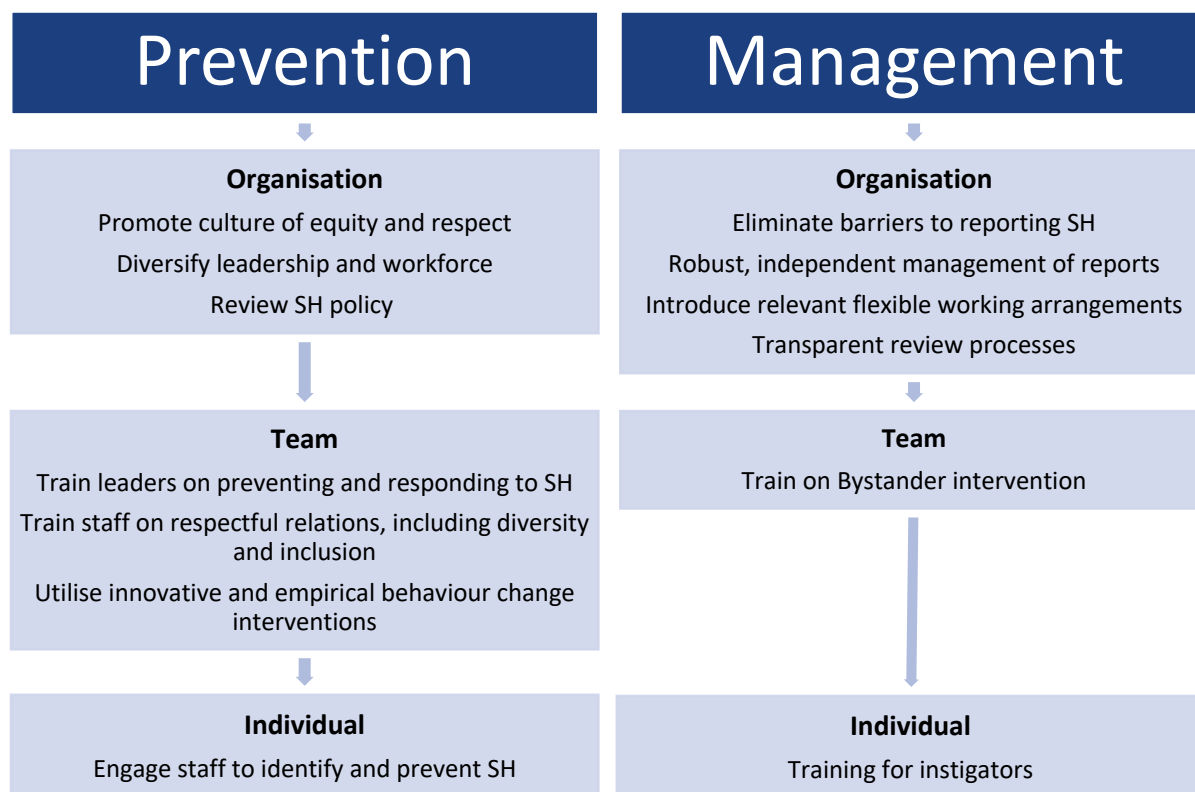 Prevention
Organisation
Promote culture of equity and respect
Diversify leadership and workforce
Review SH policy
Team
Train leaders on preventing and responding to SH
Train staff on respectful relations, including diversity
and inclusion
Utilise innovative and empirical behaviour change
interventions
Individual
Engage staff to identify and prevent SH
Management
Organisation
Eliminate barriers to reporting SH
Robust, independent management of reports
Introduce relevant flexible working arrangements
Transparent review processes
Team
Train on Bystander intervention
Individual
Training for instigators